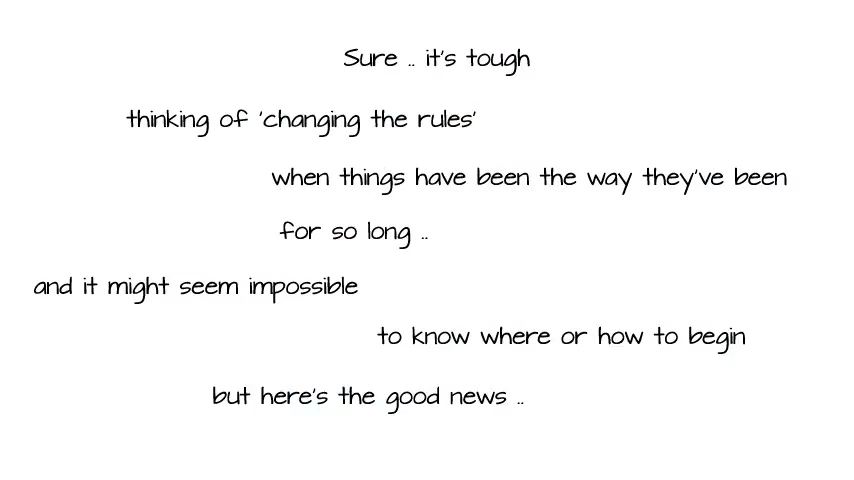 Sure .. it's tough
thinking of 'changing the rules'
when things have been the way they've been
for so long ..
and it might seem impossible
to know where or how to begin
but here's the good news ..